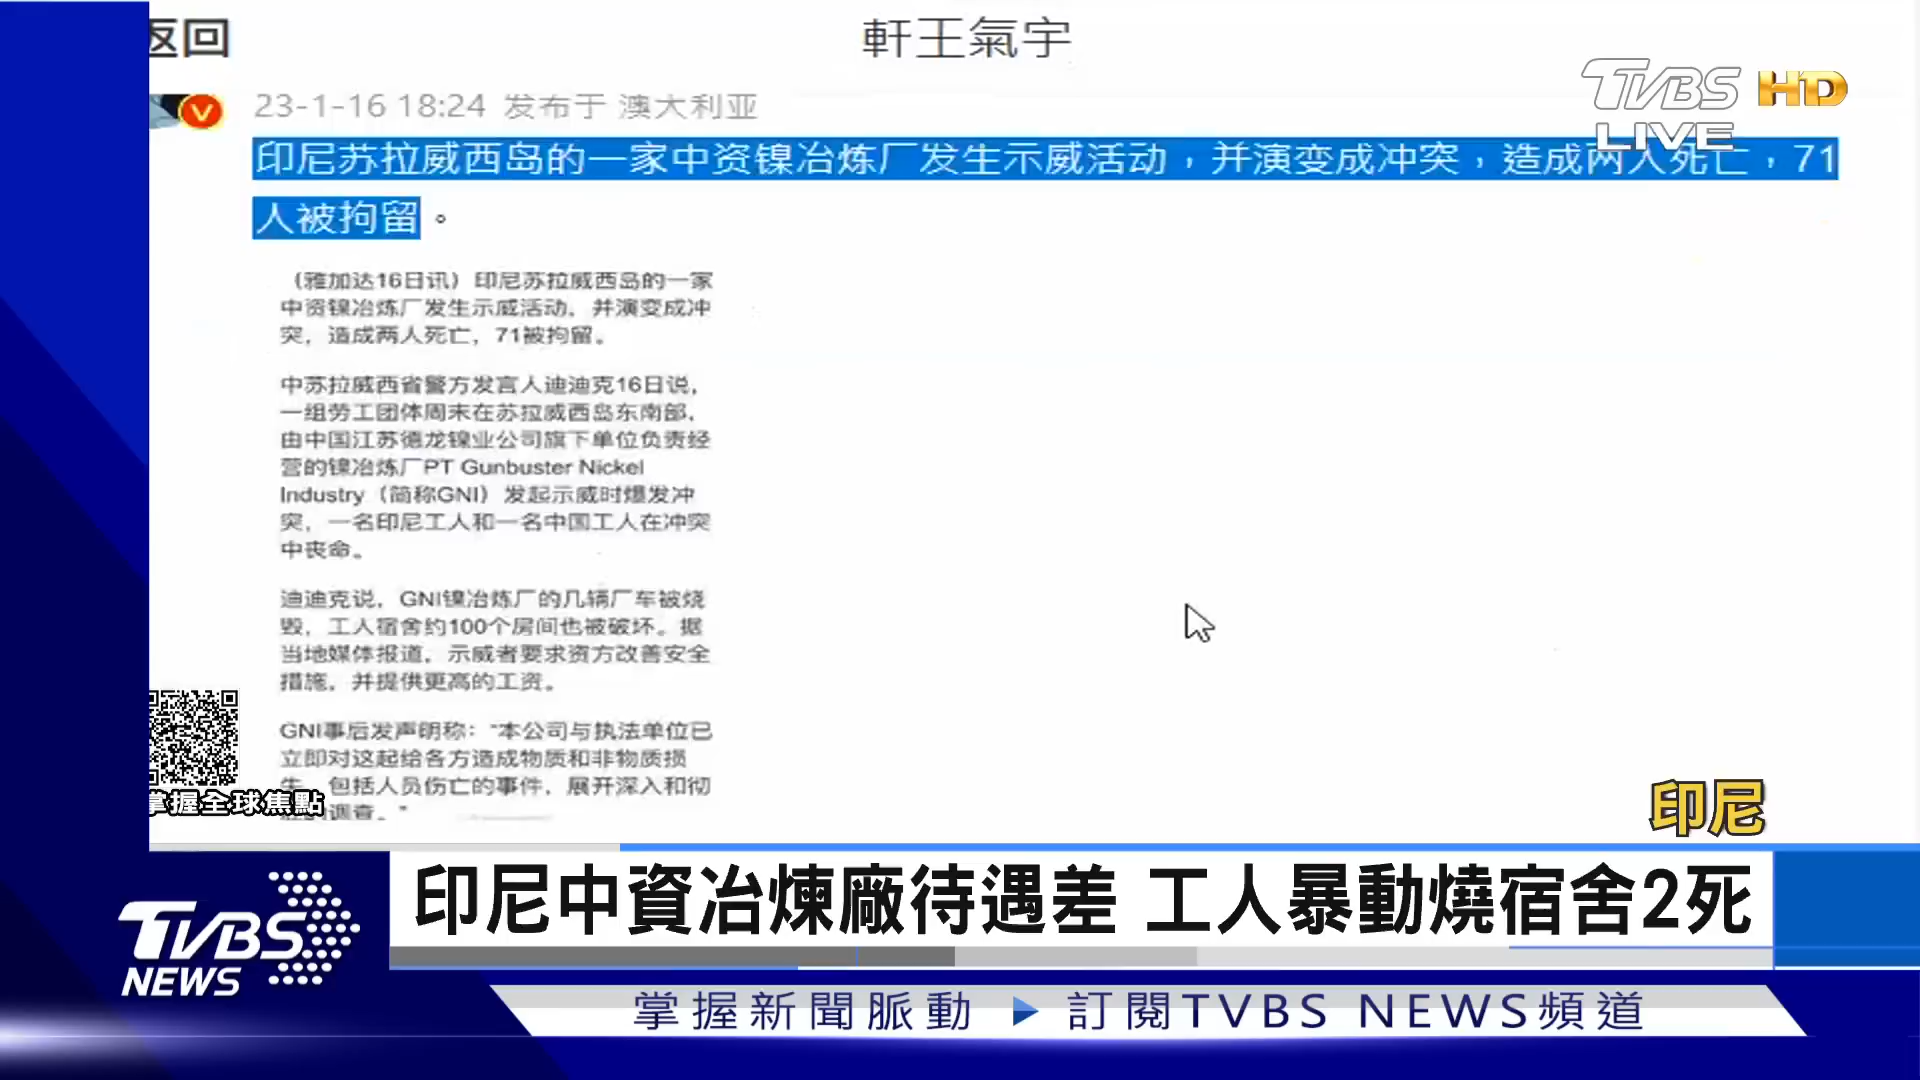 返回
軒王氣宇
TVBS HD
LIVE
23-1-16 18:24 发布于 澳大利亚
印尼苏拉威西岛的一家中资镍冶炼厂发生示威活动，并演变成冲突，造成两人死亡，71
人被拘留。
（雅加达16日讯）印尼苏拉威西岛的一家
中资镍冶炼厂发生示威活动，并演变成冲
突，造成两人死亡，71被拘留。
中苏拉威西省警方发言人迪迪克16日说，
一组劳工团体周末在苏拉威西岛东南部，
由中国江苏德龙镍业公司旗下单位负责经
营的镍冶炼厂PT Gunbuster Nickel
Industry（简称GNI）发起示威时爆发冲
突，一名印尼工人和一名中国工人在冲突
中丧命。
迪迪克说，GNI镍冶炼厂的几辆厂车被烧
毁，工人宿舍约100个房间也被破坏。据
当地媒体报道，示威者要求资方改善安全
措施，并提供更高的工资。
GNI事后发声明称：“本公司与执法单位已
立即对这起给各方造成物质和非物质损
失，包括人员伤亡的事件，展开深入和彻
调查。”
掌握全球焦點
印尼
印尼中資冶煉廠待遇差 工人暴動燒宿舍2死
TVBS
NEWS
掌握新聞脈動 ▶ 訂閱TVBS NEWS頻道